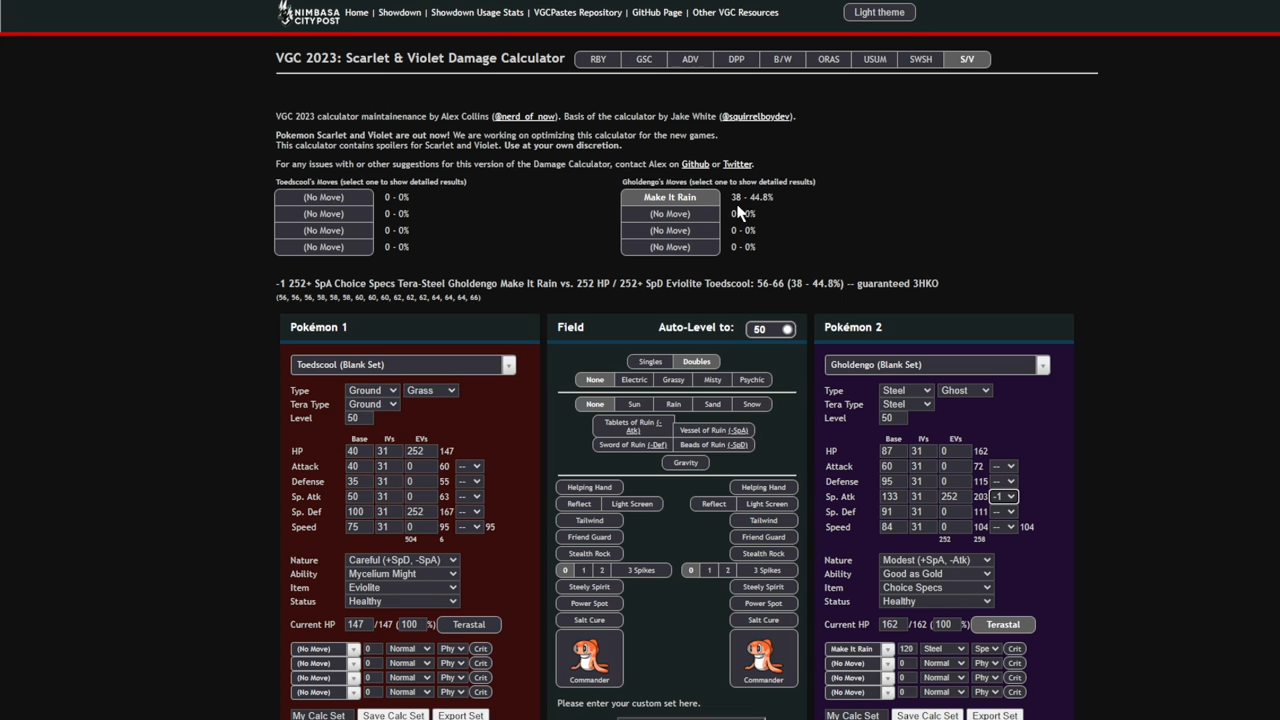 NIMBASA
CITYPOST
Home | Showdown | Showdown Usage Stats | VGCPastes Repository | GitHub Page | Other VGC Resources
Light theme
VGC 2023: Scarlet & Violet Damage Calculator
RBY GSC ADV DPP B/W ORAS USUM SWSH S/V
VGC 2023 calculator maintainenance by Alex Collins (@nerd_of_now). Basis of the calculator by Jake White (@squirrelboydev).
Pokemon Scarlet and Violet are out now! We are working on optimizing this calculator for the new games.
This calculator contains spoilers for Scarlet and Violet. Use at your own discretion.
For any issues with or other suggestions for this version of the Damage Calculator, contact Alex on Github or Twitter.
Toedscool's Moves (select one to show detailed results)
(No Move) 0 - 0%
(No Move) 0 - 0%
(No Move) 0 - 0%
(No Move) 0 - 0%
Gholdengo's Moves (select one to show detailed results)
Make It Rain 38 - 44.8%
(No Move) 0 - 0%
(No Move) 0 - 0%
(No Move) 0 - 0%
-1 252+ SpA Choice Specs Tera-Steel Gholdengo Make It Rain vs. 252 HP / 252+ SpD Eviolite Toedscool: 56-66 (38 - 44.8%) -- guaranteed 3HKO
(56, 56, 56, 58, 58, 58, 60, 60, 60, 62, 62, 62, 64, 64, 64, 66)
Pokémon 1
Toedscool (Blank Set)
Type Ground Grass
Tera Type Ground
Level 50
Base IVs EVs
HP 40 31 252 147
Attack 40 31 0 60 --
Defense 35 31 0 55 --
Sp. Atk 50 31 0 63 --
Sp. Def 100 31 252 167 --
Speed 75 31 0 95 -- 95
504 6
Nature Careful (+SpD, -SpA)
Ability Mycelium Might
Item Eviolite
Status Healthy
Current HP 147 /147 (100 %) Terastal
(No Move) 0 Normal Phy Crit
(No Move) 0 Normal Phy Crit
(No Move) 0 Normal Phy Crit
(No Move) 0 Normal Phy Crit
My Calc Set Save Calc Set Export Set
Field Auto-Level to: 50
Singles Doubles
None Electric Grassy Misty Psychic
None Sun Rain Sand Snow
Tablets of Ruin (-
Atk)
Vessel of Ruin (-SpA)
Sword of Ruin (-Def) Beads of Ruin (-SpD)
Gravity
Helping Hand Helping Hand
Reflect Light Screen Reflect Light Screen
Tailwind Tailwind
Friend Guard Friend Guard
Stealth Rock Stealth Rock
0 1 2 3 Spikes 0 1 2 3 Spikes
Steely Spirit Steely Spirit
Power Spot Power Spot
Salt Cure Salt Cure
Commander Commander
Please enter your custom set here.
Pokémon 2
Gholdengo (Blank Set)
Type Steel Ghost
Tera Type Steel
Level 50
Base IVs EVs
HP 87 31 0 162
Attack 60 31 0 72 --
Defense 95 31 0 115 --
Sp. Atk 133 31 252 203 -1
Sp. Def 91 31 0 111 --
Speed 84 31 0 104 -- 104
252 258
Nature Modest (+SpA, -Atk)
Ability Good as Gold
Item Choice Specs
Status Healthy
Current HP 162 /162 (100 %) Terastal
Make It Rain 120 Steel Spe Crit
(No Move) 0 Normal Phy Crit
(No Move) 0 Normal Phy Crit
(No Move) 0 Normal Phy Crit
My Calc Set Save Calc Set Export Set